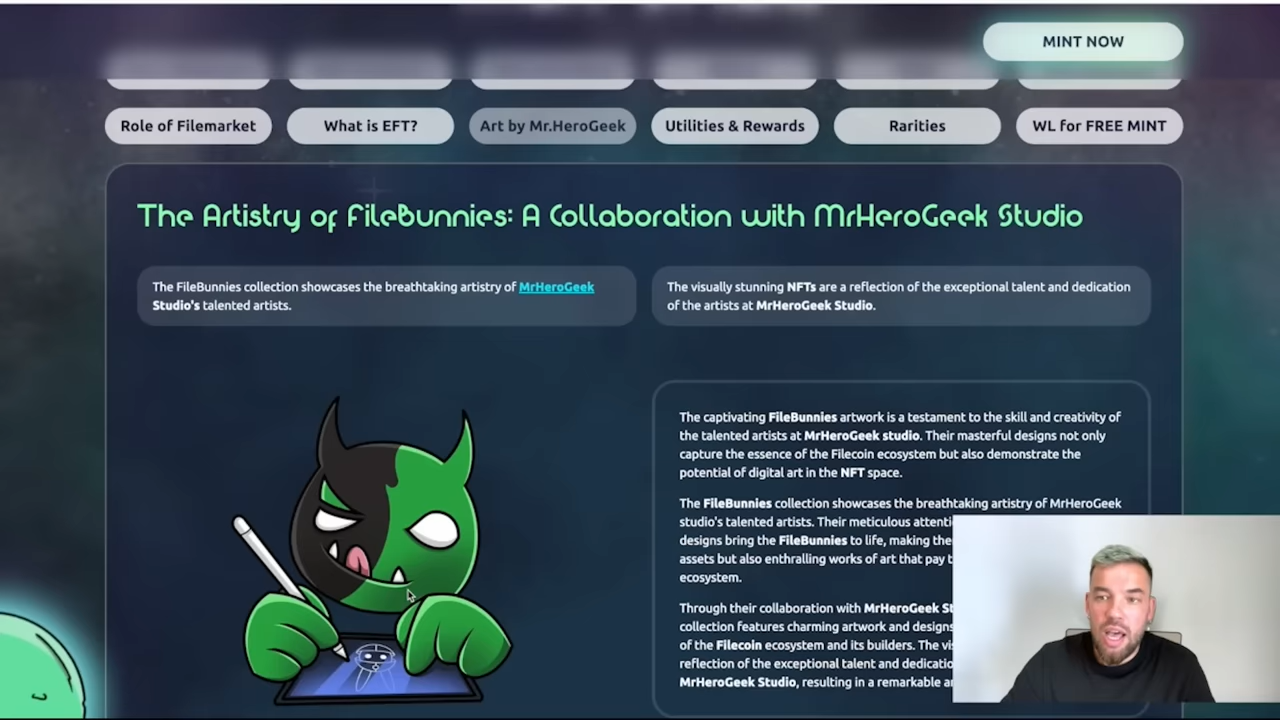 MINT NOW
Role of Filemarket
What is EFT?
Art by Mr.HeroGeek
Utilities & Rewards
Rarities
WL for FREE MINT
The Artistry of FileBunnies: A Collaboration with MrHeroGeek Studio
The FileBunnies collection showcases the breathtaking artistry of MrHeroGeek
Studio's talented artists.
The visually stunning NFTs are a reflection of the exceptional talent and dedication
of the artists at MrHeroGeek Studio.
The captivating FileBunnies artwork is a testament to the skill and creativity of
the talented artists at MrHeroGeek studio. Their masterful designs not only
capture the essence of the Filecoin ecosystem but also demonstrate the
potential of digital art in the NFT space.
The FileBunnies collection showcases the breathtaking artistry of MrHeroGeek
studio's talented artists. Their meticulous
designs bring the FileBunnies to life, making
assets but also enthralling works of art that pay
ecosystem.
Through their collaboration with MrHeroGeek
collection features charming artwork and designs
of the Filecoin ecosystem and its builders. The
reflection of the exceptional talent and
MrHeroGeek Studio, resulting in a remarkable